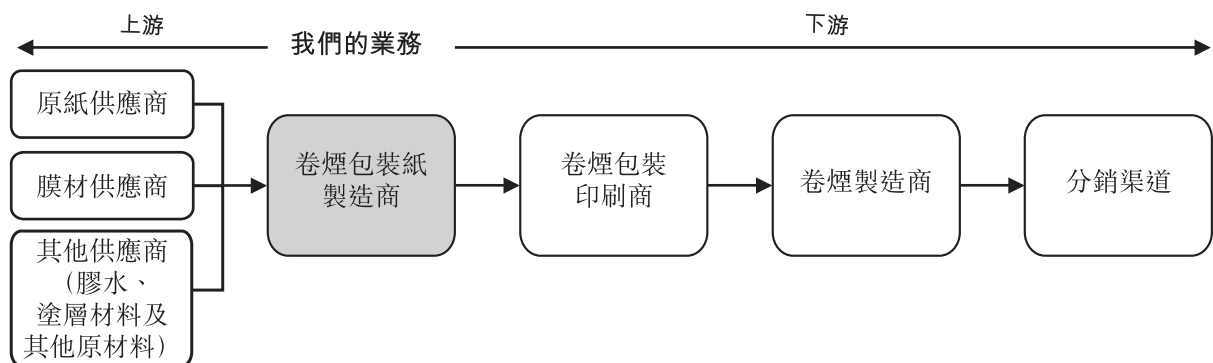 上游
我們的業務
下游
原紙供應商
膜材供應商
其他供應商
（膠水、
塗層材料及
其他原材料）
卷煙包裝紙
製造商
卷煙包裝
印刷商
卷煙製造商
分銷渠道